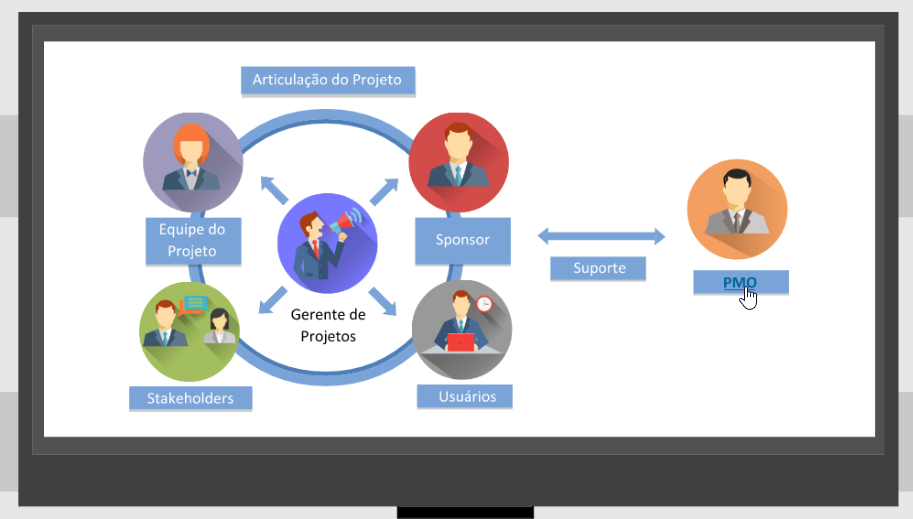 Articulação do Projeto
Equipe do
Projeto
Sponsor
Suporte
PMO
Gerente de
Projetos
Stakeholders
Usuários